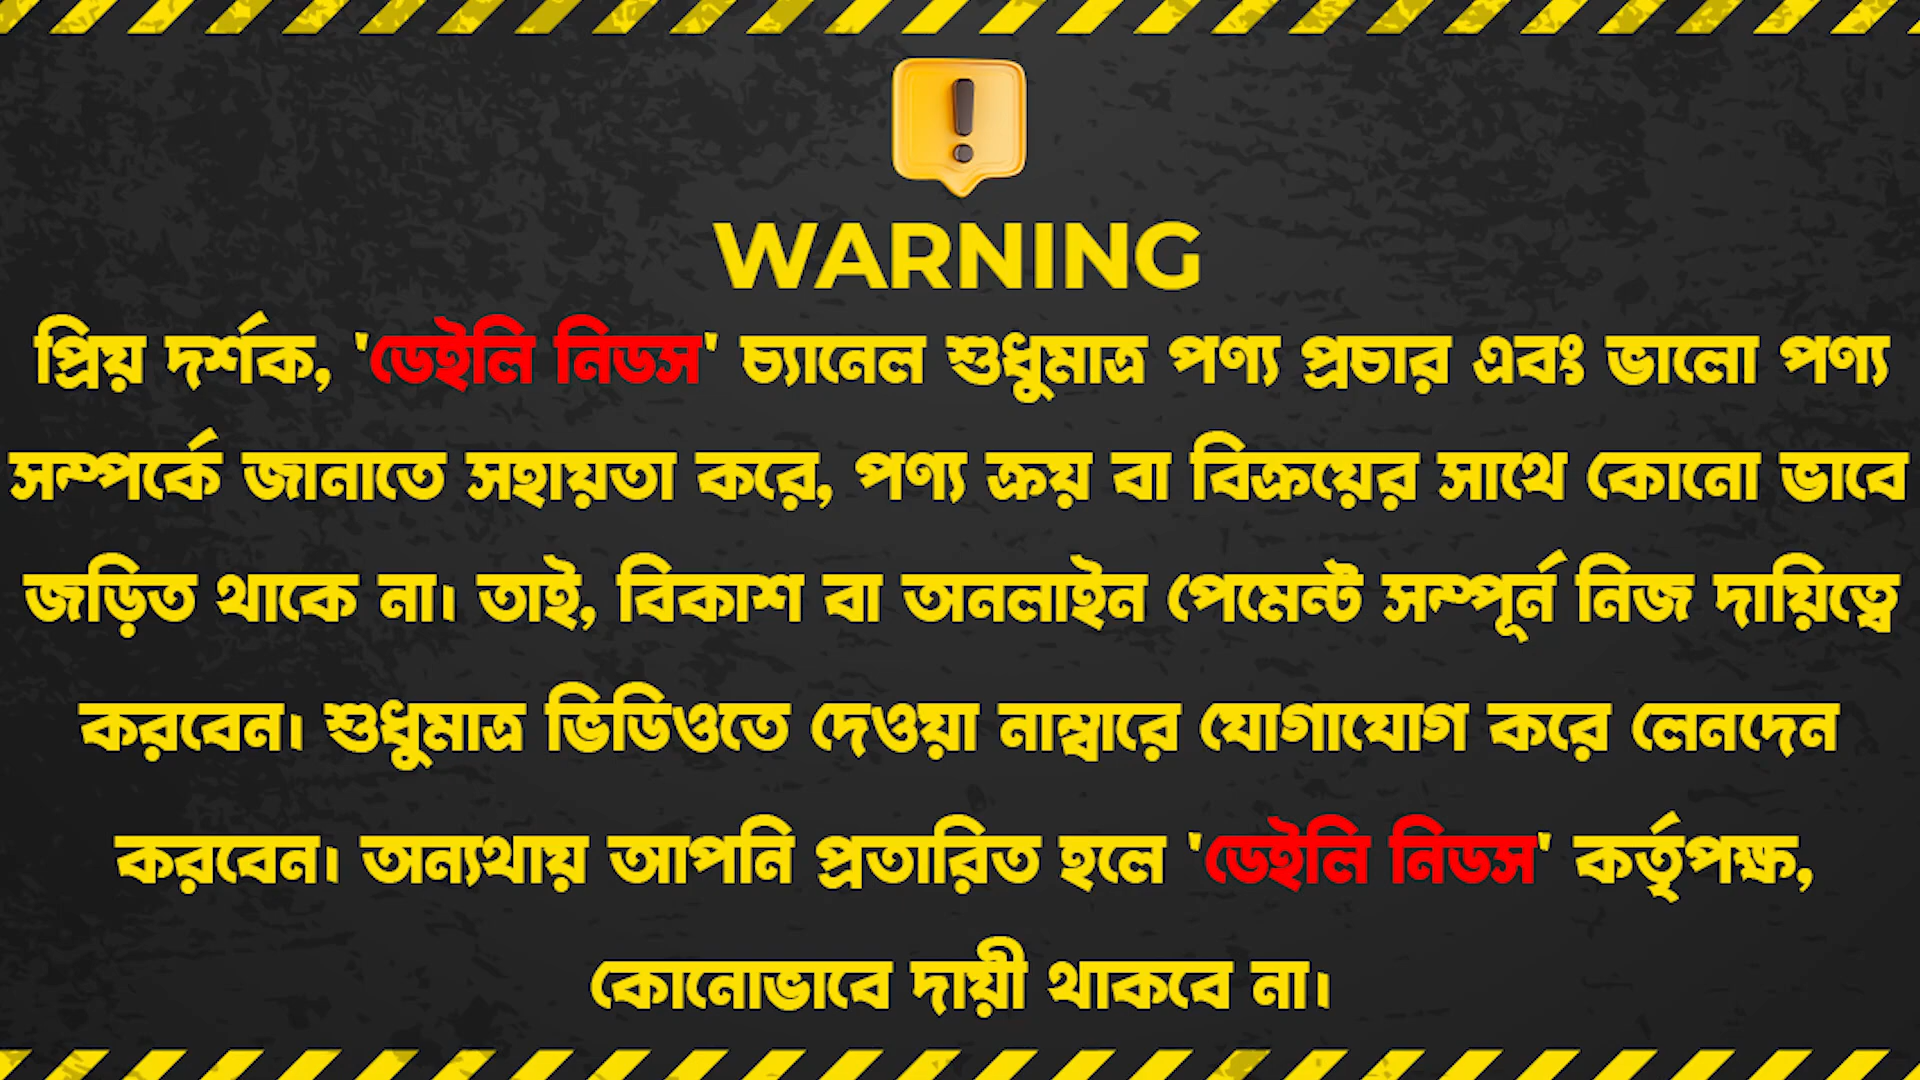 WARNING
প্রিয় দর্শক, 'ডেইলি নিডস' চ্যানেল শুধুমাত্র পণ্য প্রচার এবং ভালো পণ্য
সম্পর্কে জানাতে সহায়তা করে, পণ্য ক্রয় বা বিক্রয়ের সাথে কোনো ভাবে
জড়িত থাকে না। তাই, বিকাশ বা অনলাইন পেমেন্ট সম্পূর্ন নিজ দায়িত্বে
করবেন। শুধুমাত্র ভিডিওতে দেওয়া নাম্বারে যোগাযোগ করে লেনদেন
করবেন। অন্যথায় আপনি প্রতারিত হলে 'ডেইলি নিডস' কর্তৃপক্ষ,
কোনোভাবে দায়ী থাকবে না।